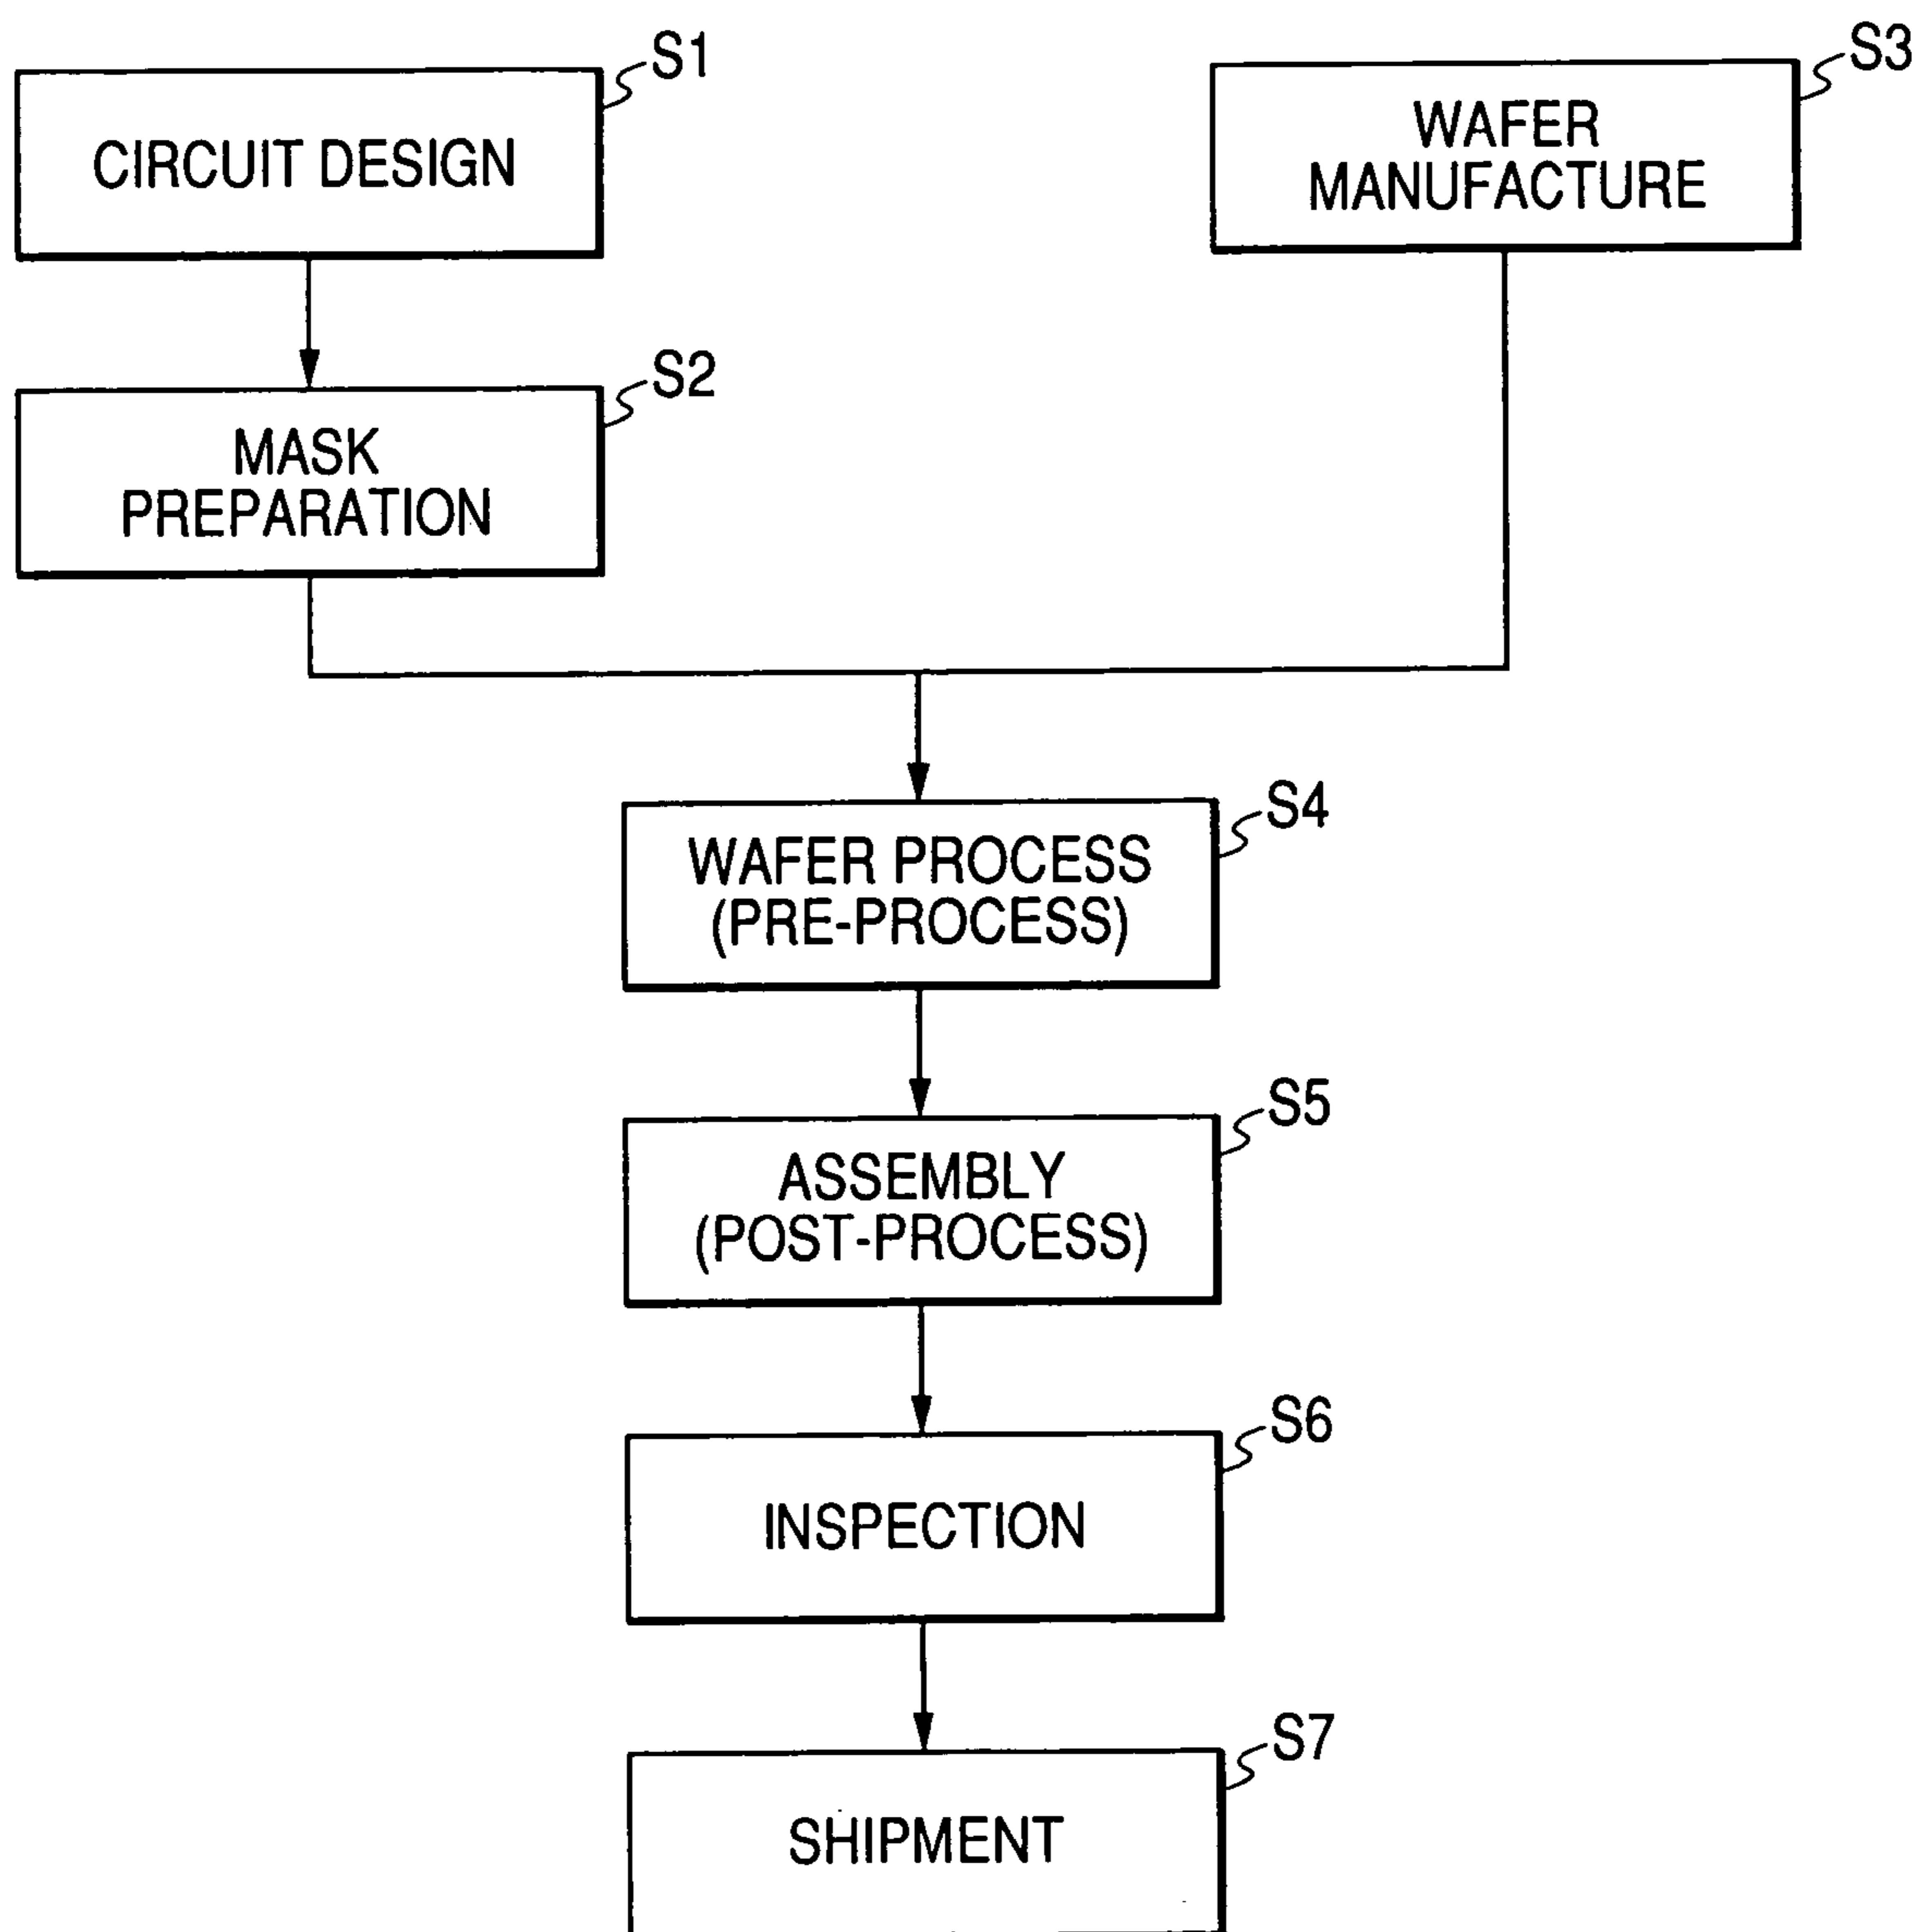 S1
CIRCUIT DESIGN
S3
WAFER
MANUFACTURE
S2
MASK
PREPARATION
S4
WAFER PROCESS
(PRE-PROCESS)
S5
ASSEMBLY
(POST-PROCESS)
S6
INSPECTION
S7
SHIPMENT